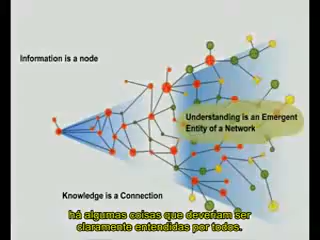 Information is a node
Understanding is an Emergent
Entity of a Network
Knowledge is a Connection
há algumas coisas que deveriam ser
claramente entendidas por todos.